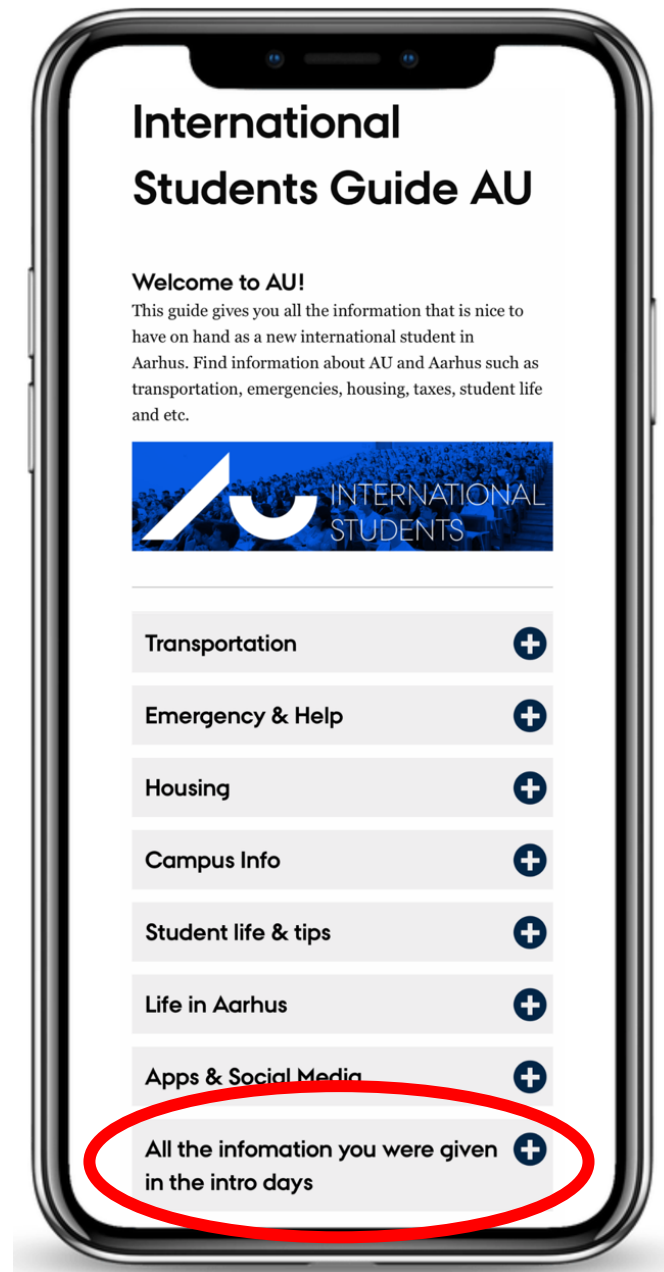 International
Students Guide AU
Welcome to AU!
This guide gives you all the information that is nice to
have on hand as a new international student in
Aarhus. Find information about AU and Aarhus such as
transportation, emergencies, housing, taxes, student life
and etc.
INTERNATIONAL
STUDENTS
Transportation
Emergency & Help
Housing
Campus Info
Student life & tips
Life in Aarhus
Apps & Social Media
All the infomation you were given
in the intro days